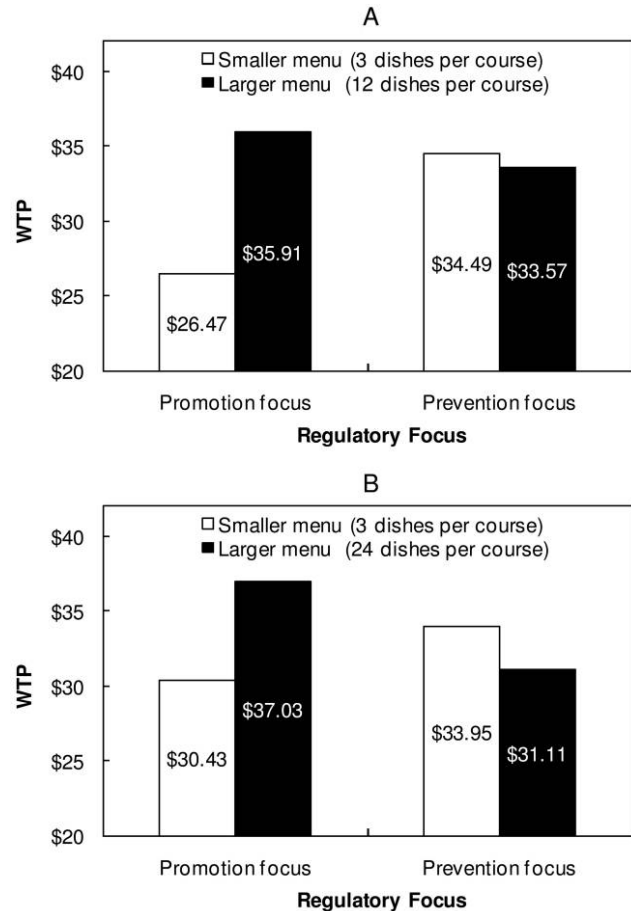 A
$40
$35
$30
$25
$20
WTP
□ Smaller menu (3 dishes per course)
■ Larger menu (12 dishes per course)
$26.47
$35.91
$34.49
$33.57
Promotion focus
Prevention focus
Regulatory Focus
B
$40
$35
$30
$25
$20
WTP
□ Smaller menu (3 dishes per course)
■ Larger menu (24 dishes per course)
$30.43
$37.03
$33.95
$31.11
Promotion focus
Prevention focus
Regulatory Focus